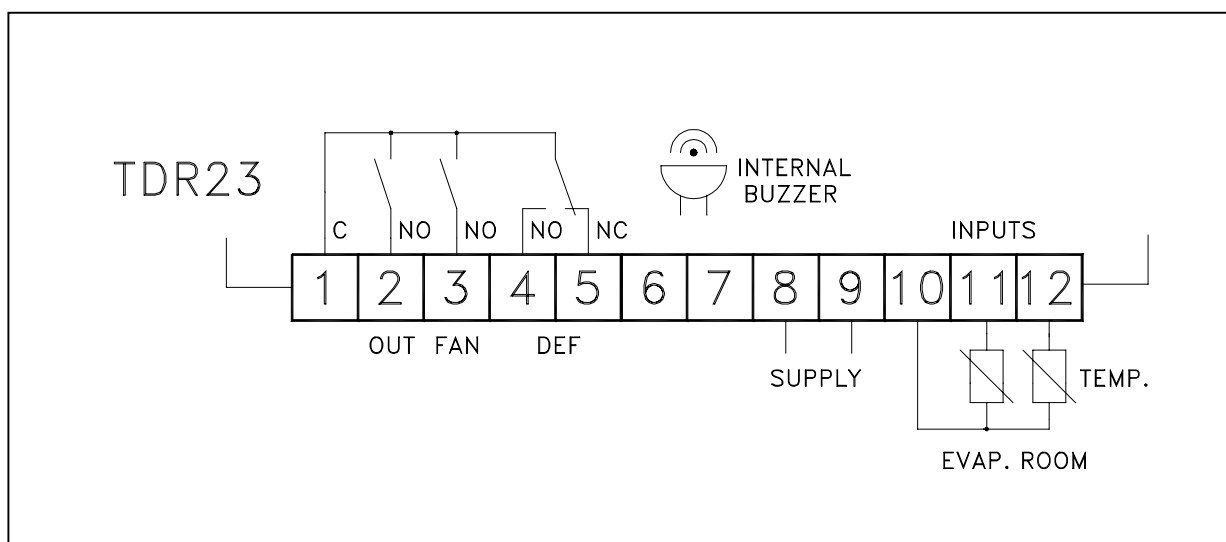 TDR23
INTERNAL
BUZZER
C NO NO NO NC
INPUTS
1 2 3 4 5 6 7 8 9 10 11 12
OUT FAN DEF
SUPPLY
TEMP.
EVAP. ROOM